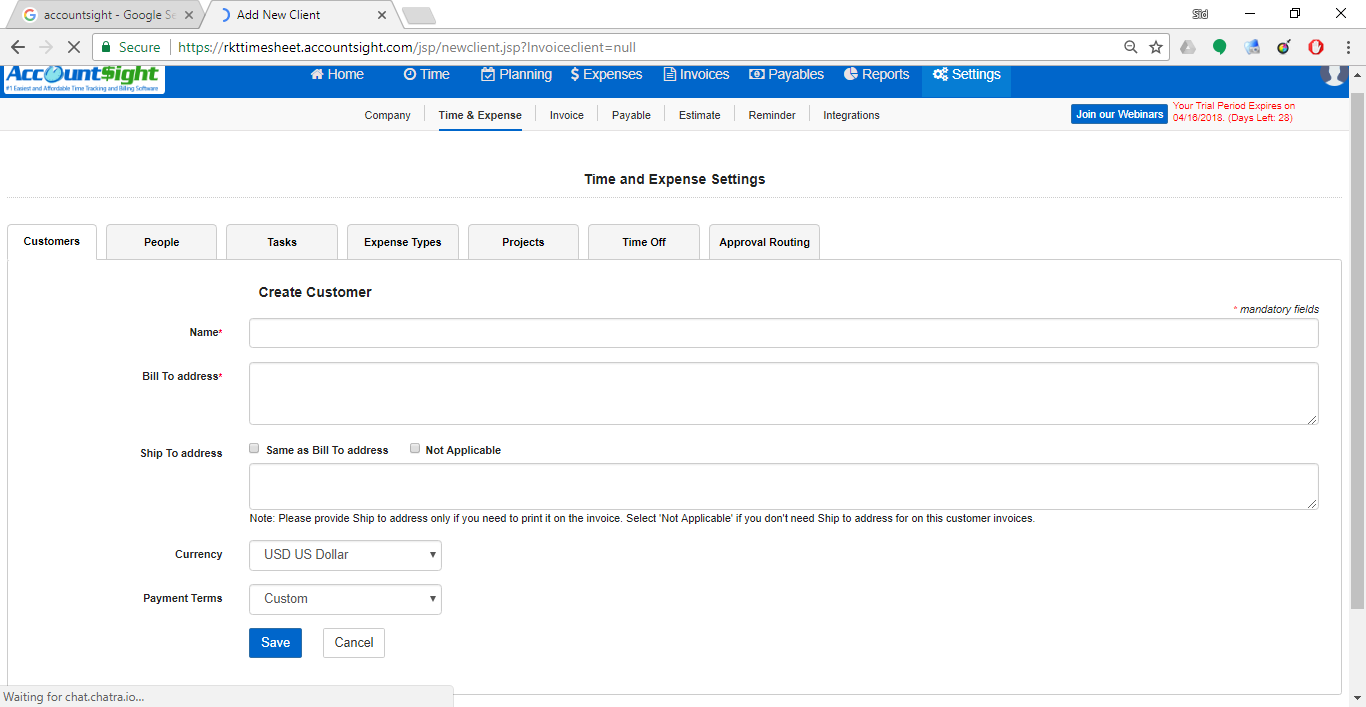 accountsight - Google Se
Add New Client
Sid
Secure
https://rkttimesheet.accountsight.com/jsp/newclient.jsp?Invoiceclient=null
Acc untSight
#1 Easiest and Affordable Time Tracking and Billing Software
Home Time Planning $ Expenses Invoices Payables Reports Settings
Company Time & Expense Invoice Payable Estimate Reminder Integrations
Join our Webinars
Your Trial Period Expires on
04/16/2018. (Days Left: 28)
Time and Expense Settings
Customers People Tasks Expense Types Projects Time Off Approval Routing
Create Customer
* mandatory fields
Name*
Bill To address*
Ship To address Same as Bill To address Not Applicable
Note: Please provide Ship to address only if you need to print it on the invoice. Select 'Not Applicable' if you don't need Ship to address for on this customer invoices.
Currency USD US Dollar
Payment Terms Custom
Save Cancel
Waiting for chat.chatra.io...